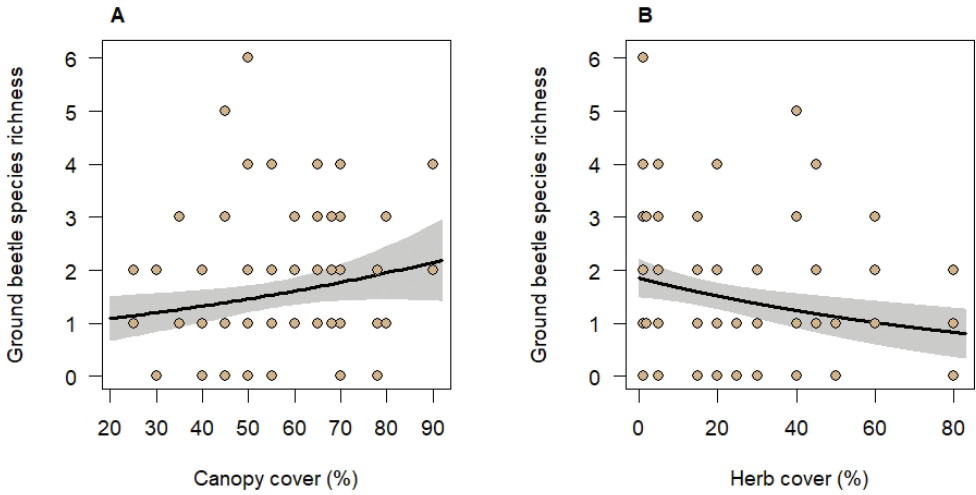 A
Ground beetle species richness
6
5
4
3
2
1
0
20 30 40 50 60 70 80 90
Canopy cover (%)
B
Ground beetle species richness
6
5
4
3
2
1
0
0 20 40 60 80
Herb cover (%)